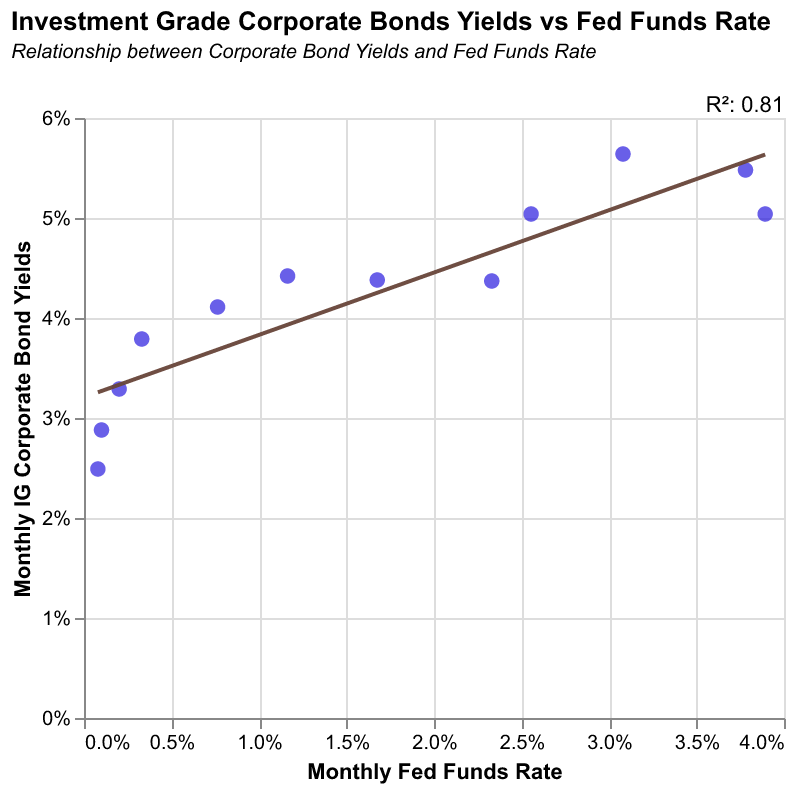 Investment Grade Corporate Bonds Yields vs Fed Funds Rate
Relationship between Corporate Bond Yields and Fed Funds Rate
R²: 0.81
6%
5%
4%
3%
2%
1%
0%
Monthly IG Corporate Bond Yields
0.0% 0.5% 1.0% 1.5% 2.0% 2.5% 3.0% 3.5% 4.0%
Monthly Fed Funds Rate